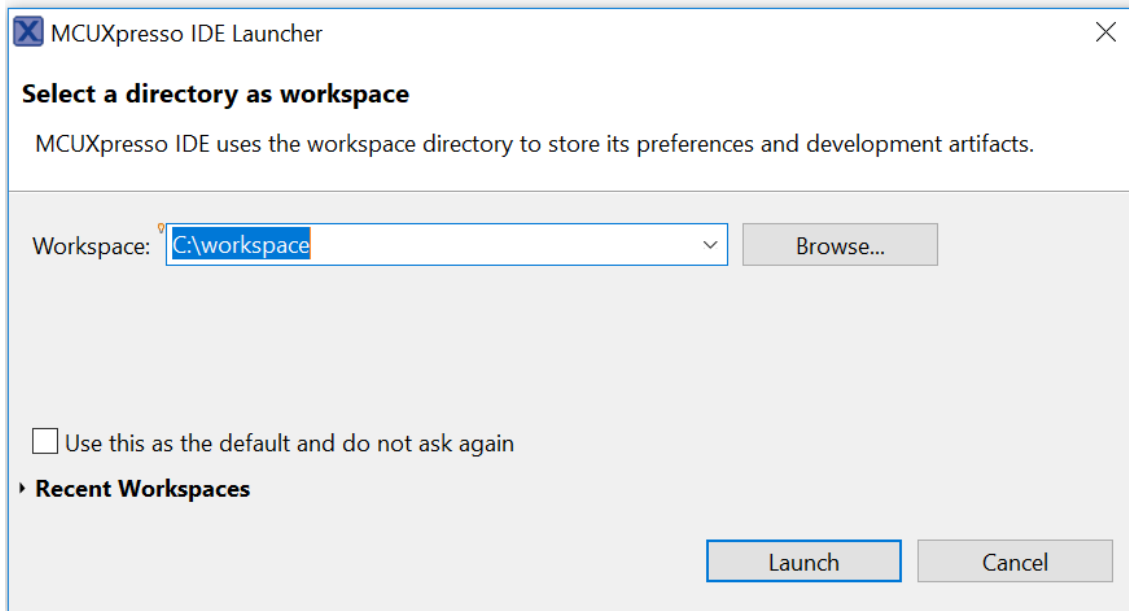 MCUXpresso IDE Launcher
Select a directory as workspace
MCUXpresso IDE uses the workspace directory to store its preferences and development artifacts.
Workspace: C:\workspace Browse...
Use this as the default and do not ask again
Recent Workspaces
Launch Cancel